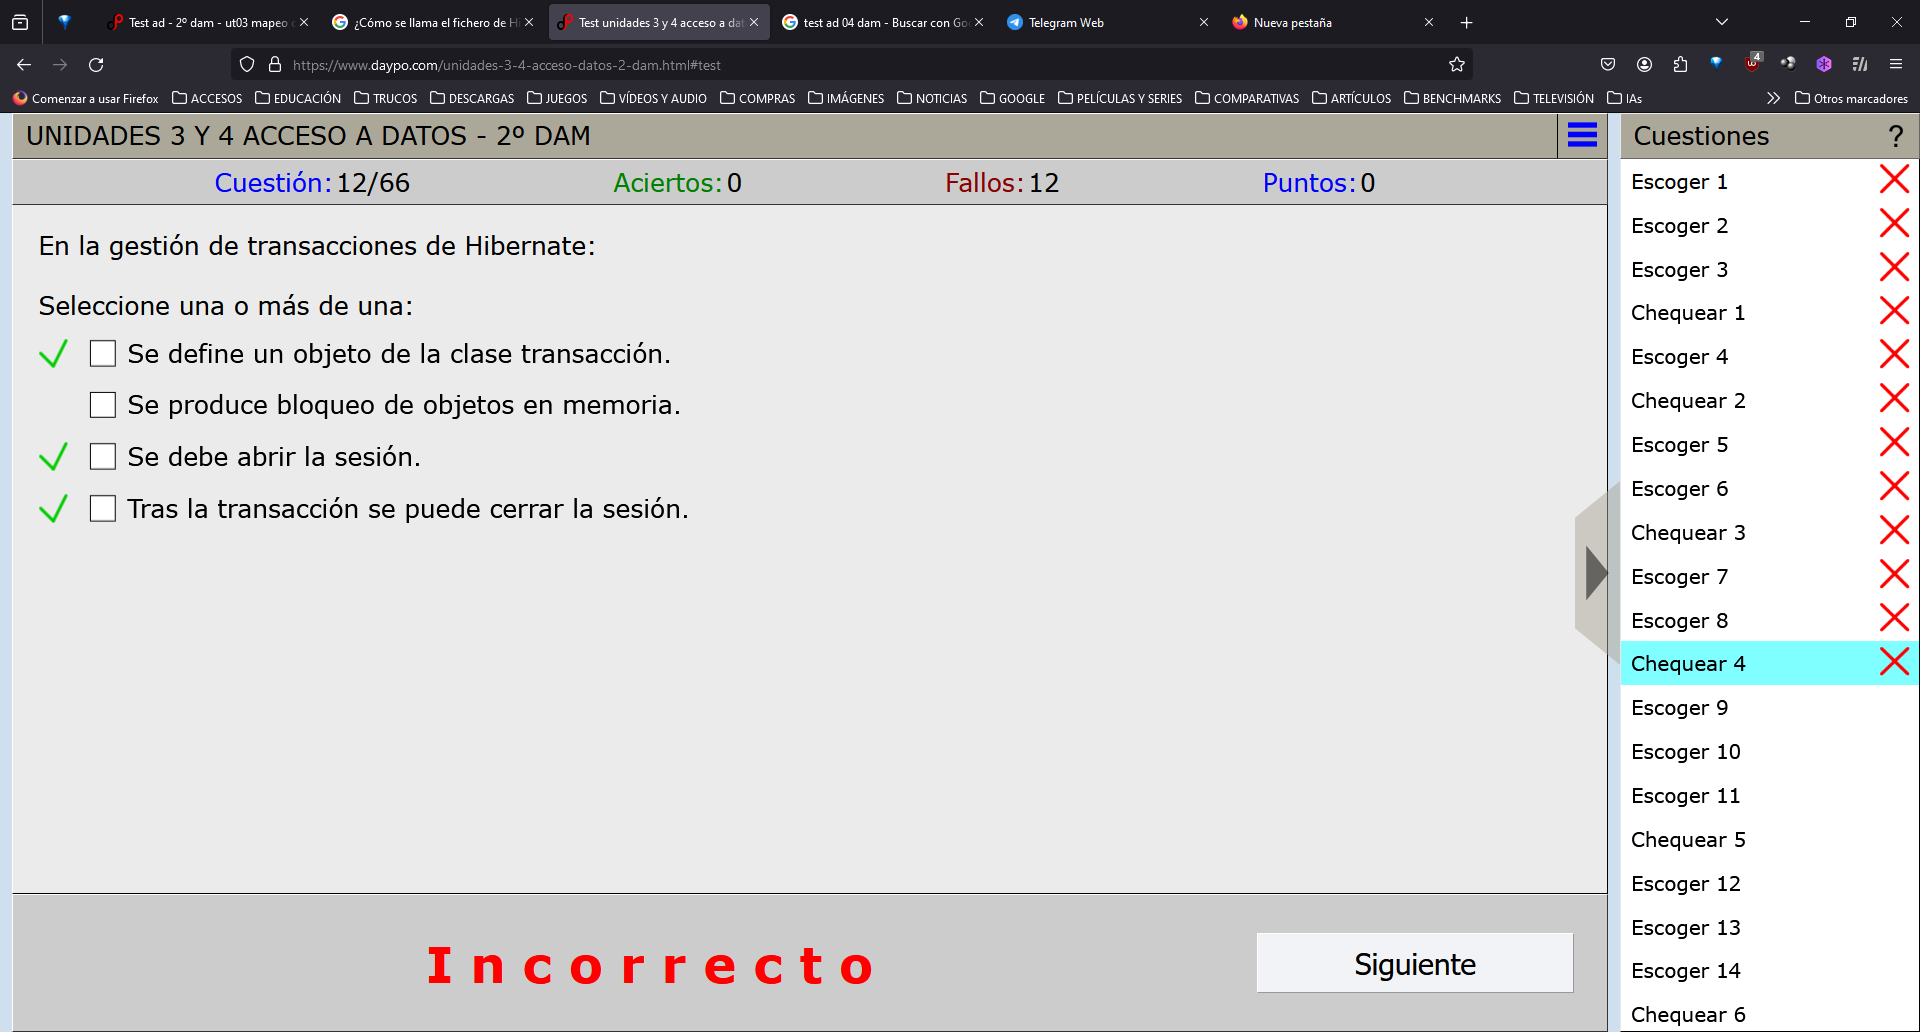 Test ad - 2º dam - ut03 mapeo
¿Cómo se llama el fichero de H
Test unidades 3 y 4 acceso a dat
test ad 04 dam - Buscar con Go
Telegram Web
Nueva pestaña
https://www.daypo.com/unidades-3-4-acceso-datos-2-dam.html#test
4
Comenzar a usar Firefox
ACCESOS
EDUCACIÓN
TRUCOS
DESCARGAS
JUEGOS
VÍDEOS Y AUDIO
COMPRAS
IMÁGENES
NOTICIAS
GOOGLE
PELÍCULAS Y SERIES
COMPARATIVAS
ARTÍCULOS
BENCHMARKS
TELEVISIÓN
IAs
Otros marcadores
UNIDADES 3 Y 4 ACCESO A DATOS - 2º DAM
Cuestión: 12/66
Aciertos: 0
Fallos: 12
Puntos: 0
En la gestión de transacciones de Hibernate:
Seleccione una o más de una:
Se define un objeto de la clase transacción.
Se produce bloqueo de objetos en memoria.
Se debe abrir la sesión.
Tras la transacción se puede cerrar la sesión.
Incorrecto
Siguiente
Cuestiones ?
Escoger 1
Escoger 2
Escoger 3
Chequear 1
Escoger 4
Chequear 2
Escoger 5
Escoger 6
Chequear 3
Escoger 7
Escoger 8
Chequear 4
Escoger 9
Escoger 10
Escoger 11
Chequear 5
Escoger 12
Escoger 13
Escoger 14
Chequear 6